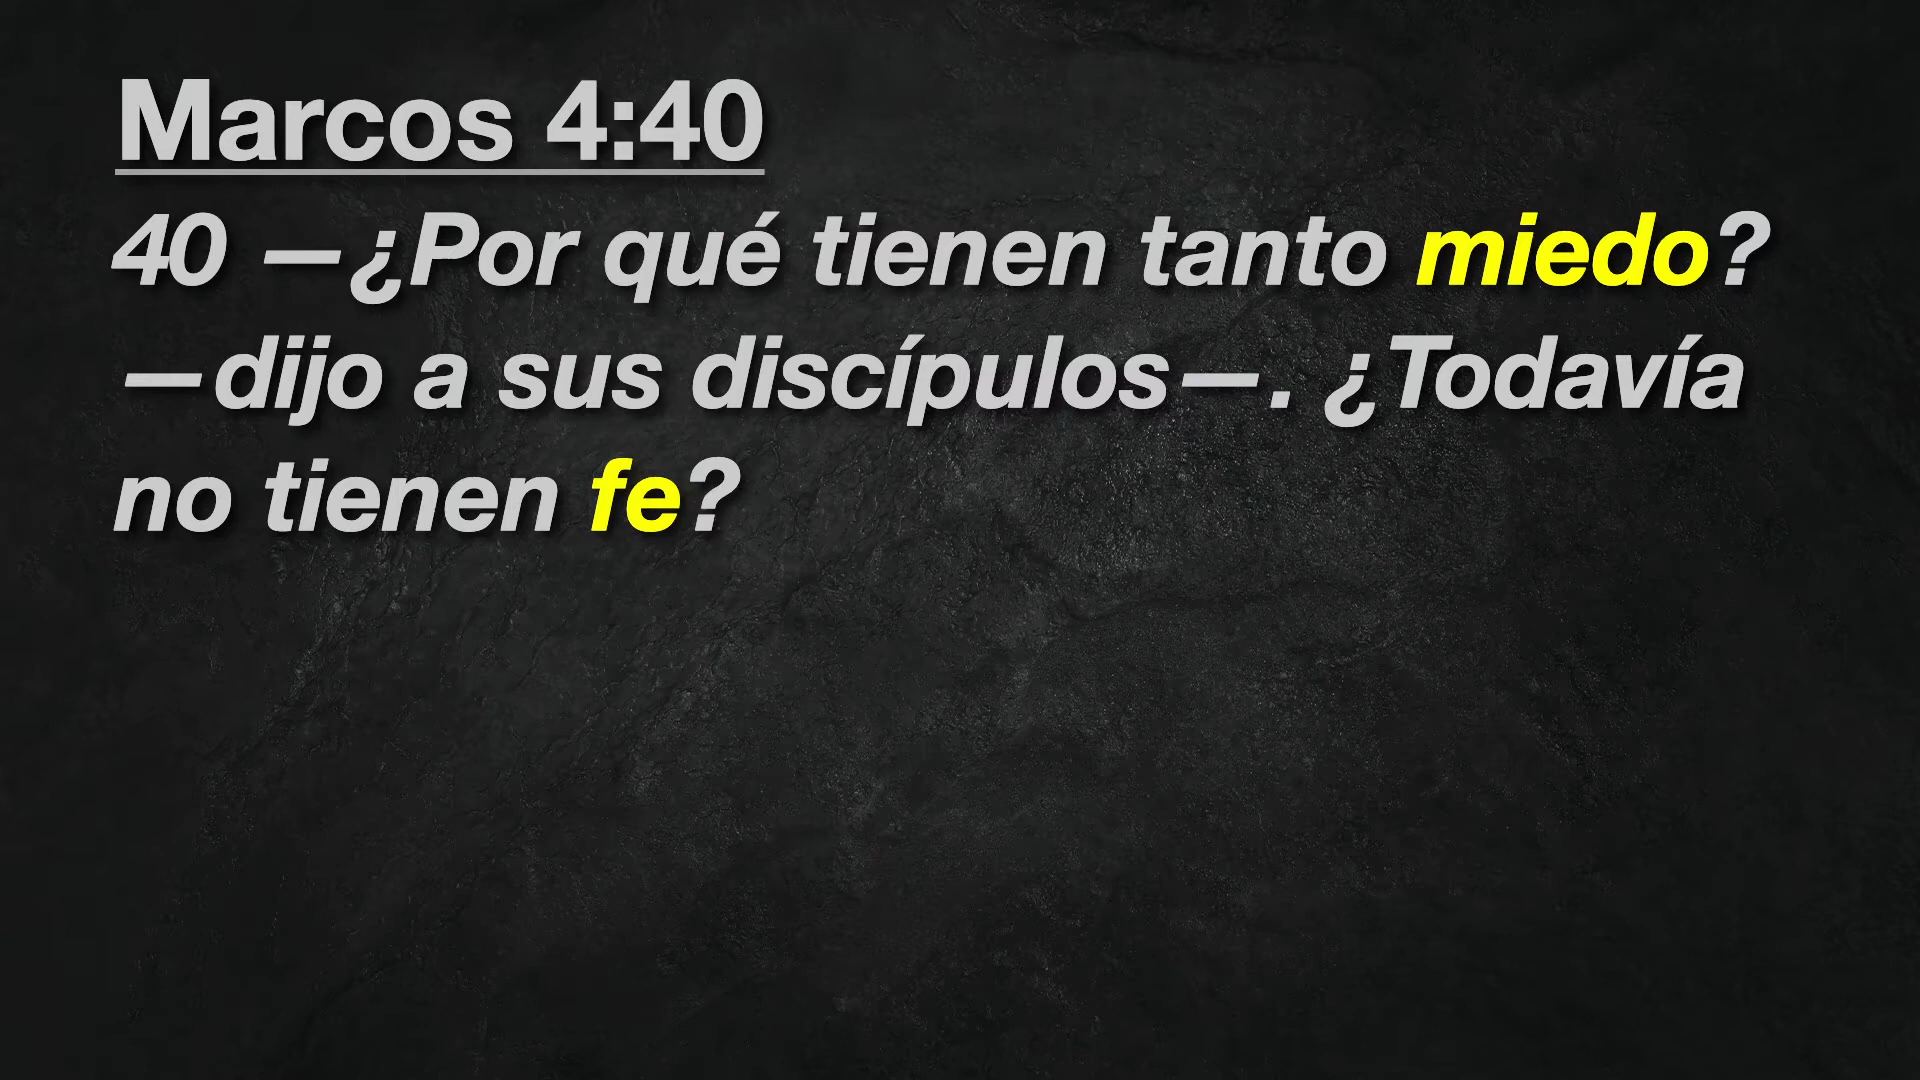 Marcos 4:40
40 —¿Por qué tienen tanto miedo?
—dijo a sus discípulos—. ¿Todavía
no tienen fe?